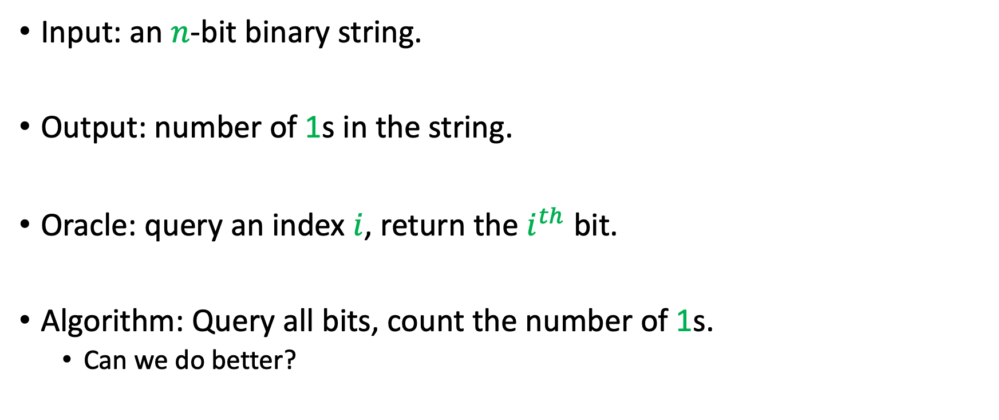 • Input: an n-bit binary string.
• Output: number of 1s in the string.
• Oracle: query an index i, return the i^th bit.
• Algorithm: Query all bits, count the number of 1s.
• Can we do better?